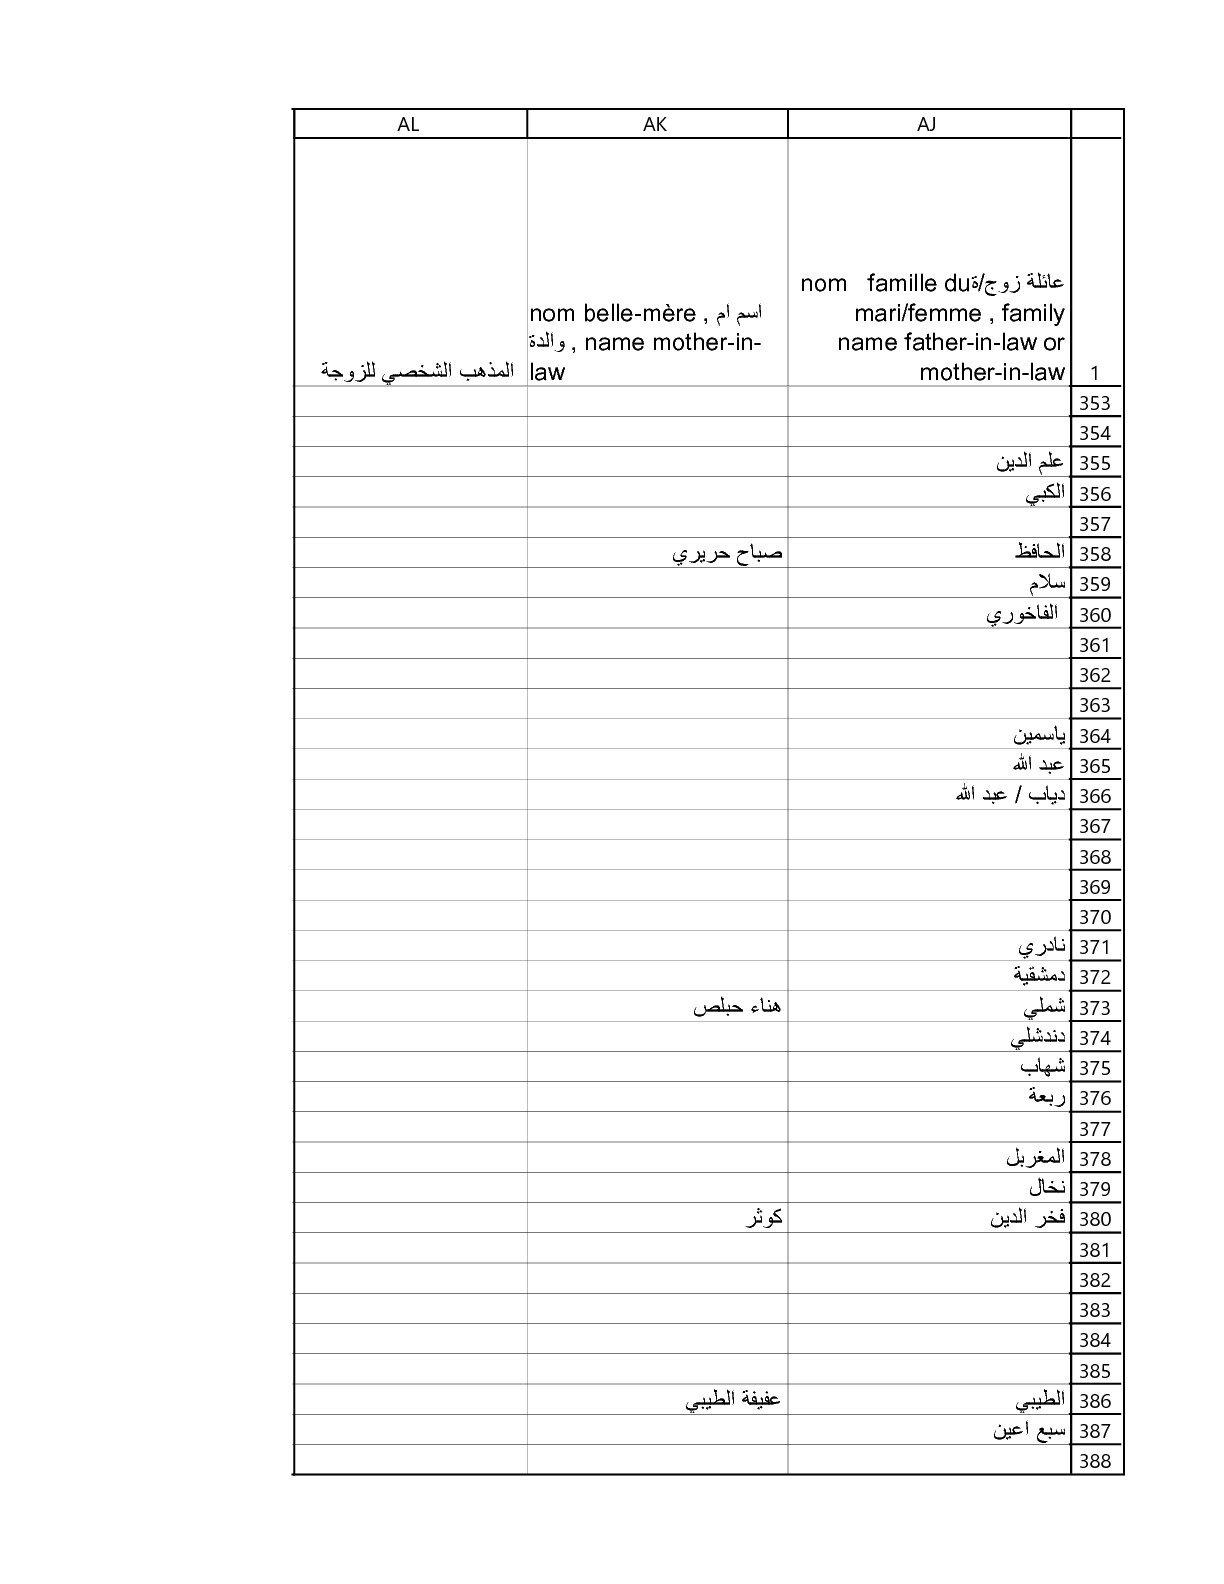 AJ AK AL
عائلة زوج/ةnom famille du
mari/femme , family
name father-in-law or
mother-in-law
nom belle-mère , اسم ام
والدة , name mother-in-
law
المذهب الشخصي للزوجة
1
353
354
355 علم الدين
356 الكبي
357
358 الحافظ صباح حريري
359 سلام
360 الفاخوري
361
362
363
364 ياسمين
365 عبد الله
366 دياب / عبد الله
367
368
369
370
371 نادري
372 دمشقية
373 شملي هناء حبلص
374 دندشلي
375 شهاب
376 ربعة
377
378 المغربل
379 نخال
380 فخر الدين كوثر
381
382
383
384
385
386 الطيبي عفيفة الطيبي
387 سبع اعين
388